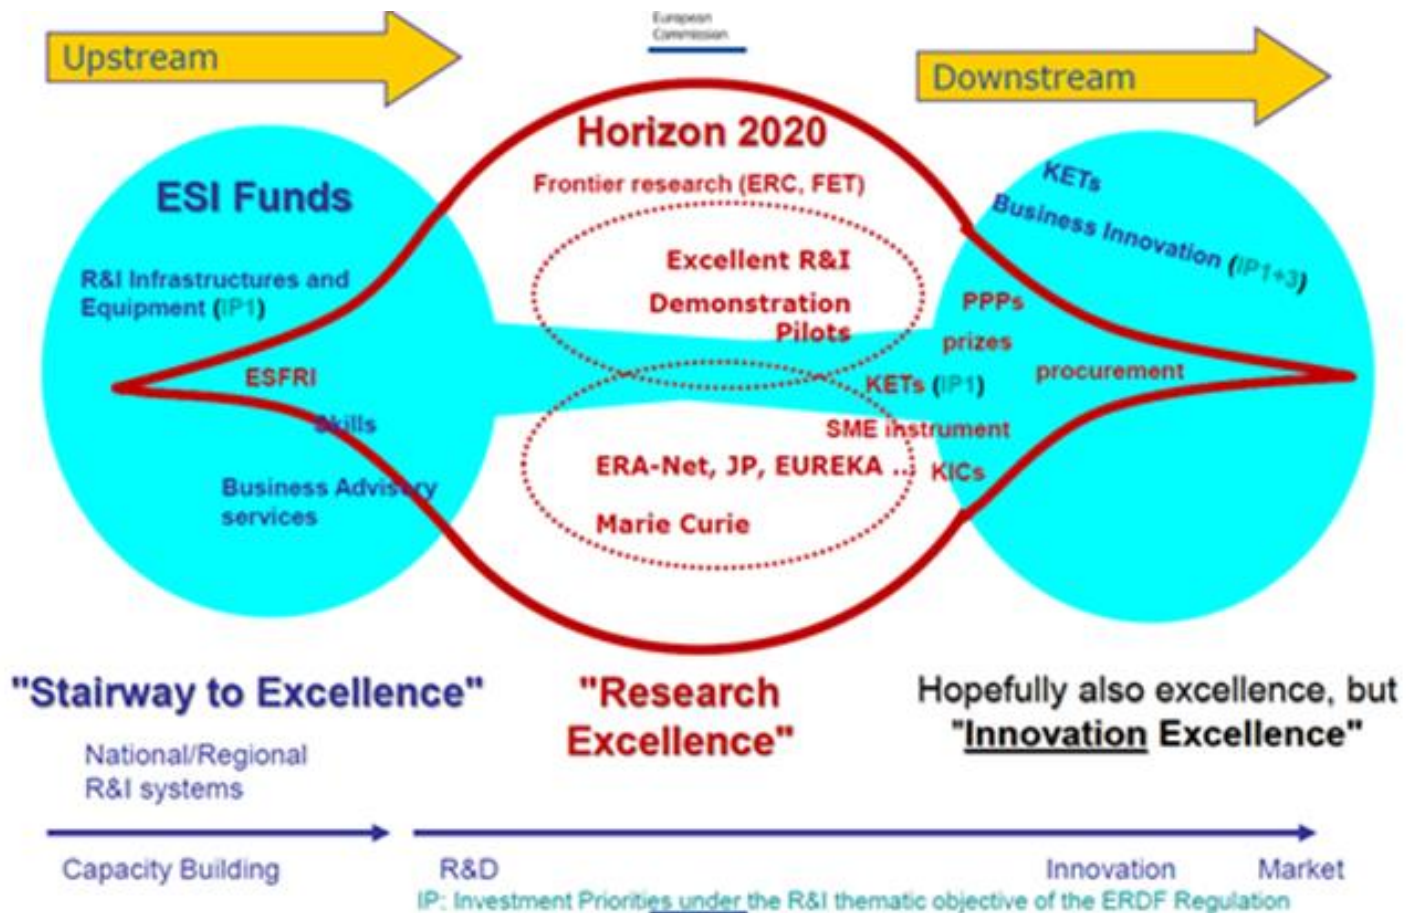 European
Commission
Upstream
Downstream
Horizon 2020
Frontier research (ERC, FET)
ESI Funds
R&I Infrastructures and
Equipment (IP1)
ESFRI
Skills
Business Advisory
services
Excellent R&I
Demonstration
Pilots
ERA-Net, JP, EUREKA ...
Marie Curie
KETs
Business Innovation (IP1+3)
PPPs
prizes
procurement
KETs (IP1)
SME instrument
KICs
"Stairway to Excellence"
"Research
Excellence"
Hopefully also excellence, but
"Innovation Excellence"
National/Regional
R&I systems
Capacity Building
R&D
Innovation
Market
IP: Investment Priorities under the R&I thematic objective of the ERDF Regulation